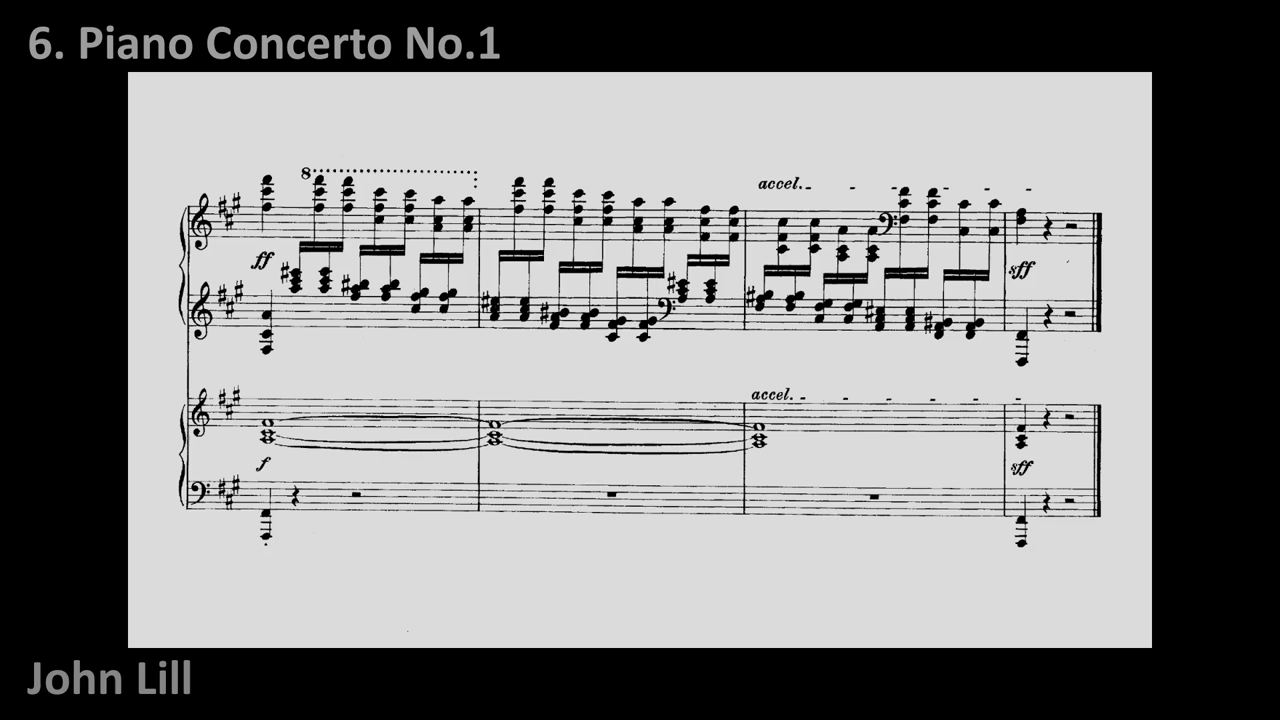 6. Piano Concerto No.1
8
accel.
ff
sff
accel.
f
sff
John Lill